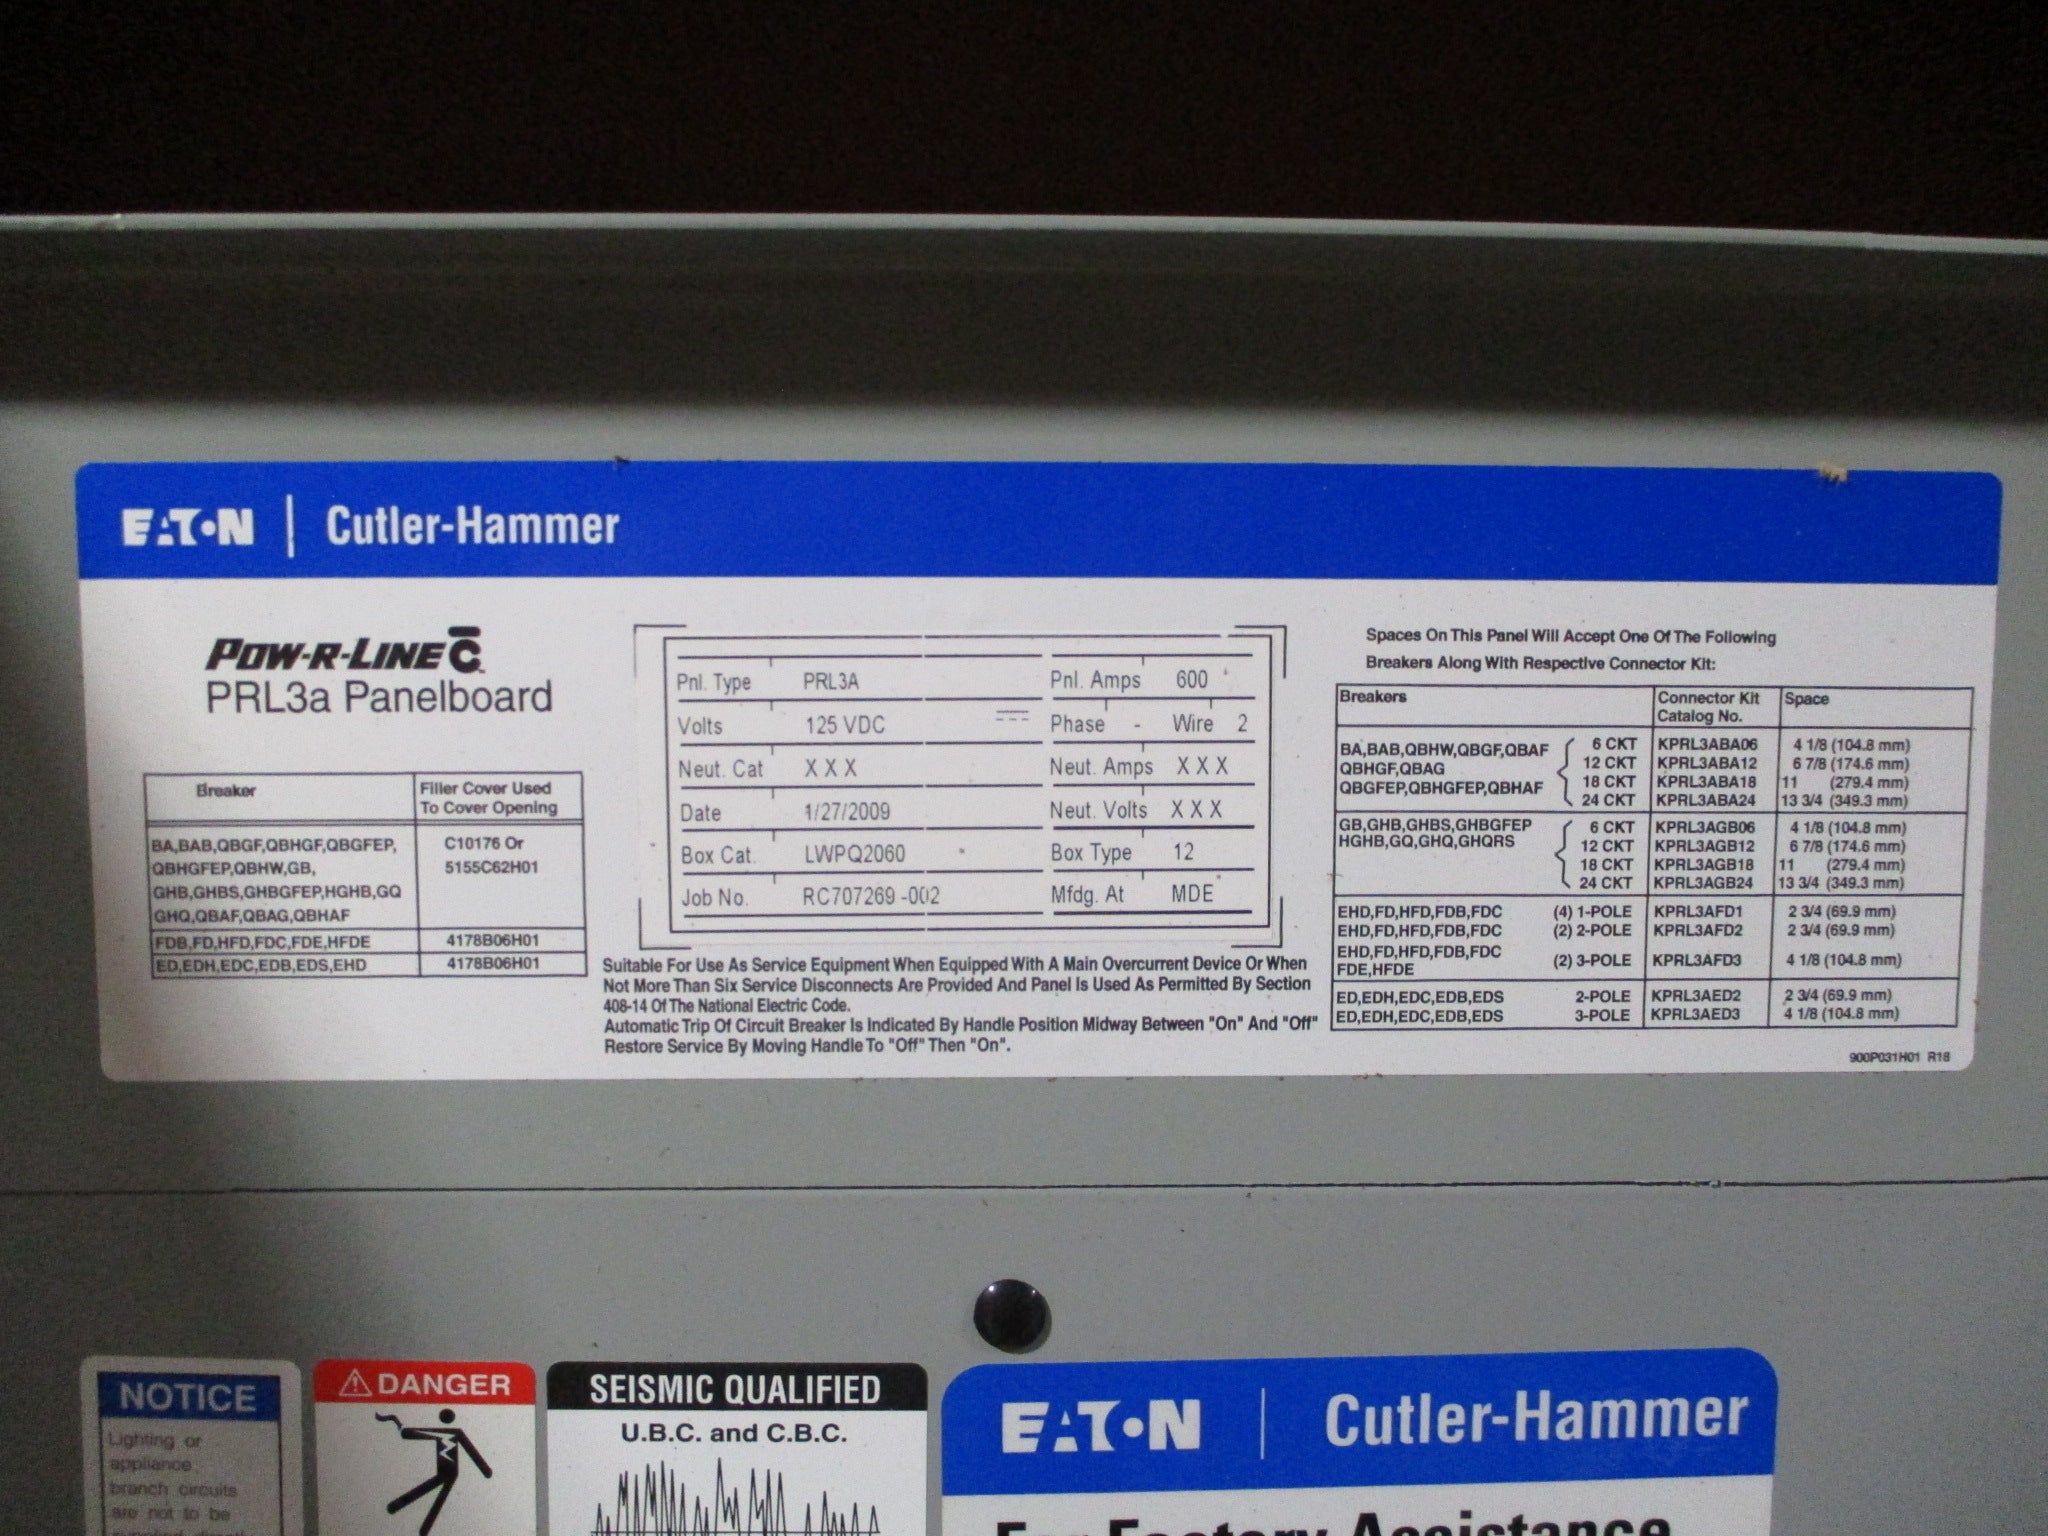 EATON | Cutler-Hammer
POW-R-LINE C
PRL3a Panelboard
Breaker Filler Cover Used To Cover Opening
BA,BAB,QBGF,QBHGF,QBGFEP, C10176 Or
QBHGFEP,QBHW,GB, 5155C62H01
GHB,GHBS,GHBGFEP,HGHB,GQ
GHQ,QBAF,QBAG,QBHAF
FDB,FD,HFD,FDC,FDE,HFDE 4178B06H01
ED,EDH,EDC,EDB,EDS,EHD 4178B06H01
Pnl. Type PRL3A Pnl. Amps 600
Volts 125 VDC Phase - Wire 2
Neut. Cat X X X Neut. Amps X X X
Date 1/27/2009 Neut. Volts X X X
Box Cat. LWPQ2060 Box Type 12
Job No. RC707269 -002 Mfdg. At MDE
Suitable For Use As Service Equipment When Equipped With A Main Overcurrent Device Or When
Not More Than Six Service Disconnects Are Provided And Panel Is Used As Permitted By Section
408-14 Of The National Electric Code.
Automatic Trip Of Circuit Breaker Is Indicated By Handle Position Midway Between "On" And "Off"
Restore Service By Moving Handle To "Off" Then "On".
Spaces On This Panel Will Accept One Of The Following
Breakers Along With Respective Connector Kit:
Breakers Connector Kit Catalog No. Space
BA,BAB,QBHW,QBGF,QBAF 6 CKT KPRL3ABA06 4 1/8 (104.8 mm)
QBHGF,QBAG 12 CKT KPRL3ABA12 6 7/8 (174.6 mm)
QBGFEP,QBHGFEP,QBHAF 18 CKT KPRL3ABA18 11 (279.4 mm)
24 CKT KPRL3ABA24 13 3/4 (349.3 mm)
GB,GHB,GHBS,GHBGFEP 6 CKT KPRL3AGB06 4 1/8 (104.8 mm)
HGHB,GQ,GHQ,GHQRS 12 CKT KPRL3AGB12 6 7/8 (174.6 mm)
18 CKT KPRL3AGB18 11 (279.4 mm)
24 CKT KPRL3AGB24 13 3/4 (349.3 mm)
EHD,FD,HFD,FDB,FDC (4) 1-POLE KPRL3AFD1 2 3/4 (69.9 mm)
EHD,FD,HFD,FDB,FDC (2) 2-POLE KPRL3AFD2 2 3/4 (69.9 mm)
EHD,FD,HFD,FDB,FDC
FDE,HFDE (2) 3-POLE KPRL3AFD3 4 1/8 (104.8 mm)
ED,EDH,EDC,EDB,EDS 2-POLE KPRL3AED2 2 3/4 (69.9 mm)
ED,EDH,EDC,EDB,EDS 3-POLE KPRL3AED3 4 1/8 (104.8 mm)
900P031H01 R18
NOTICE
Lighting or
appliance
branch circuits
are not to be
DANGER
SEISMIC QUALIFIED
U.B.C. and C.B.C.
EATON | Cutler-Hammer
For Factory Assistance